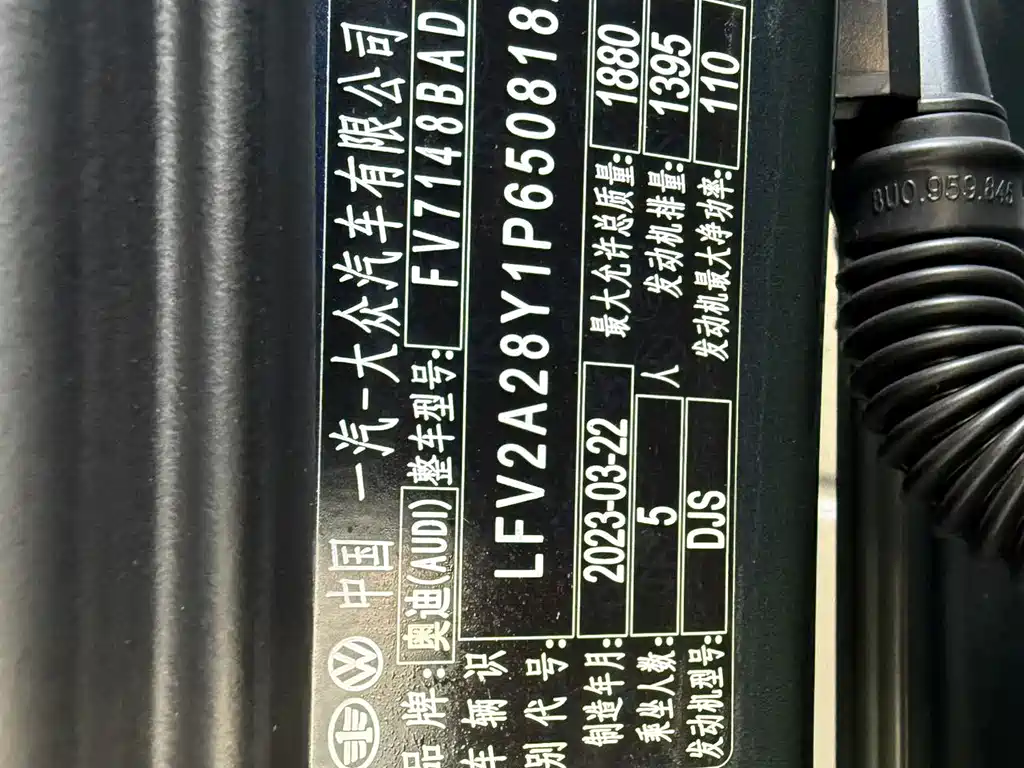 中国 一汽-大众汽车有限公司
品牌: 奥迪(AUDI) 整车型号: FV7148BAD
车辆识
别代号: LFV2A28Y1P650818
制造年月: 2023-03-22 最大允许总质量: 1880
乘坐人数: 5 人 发动机排量: 1395
发动机型号: DJS 发动机最大净功率: 110
8U0.959.845